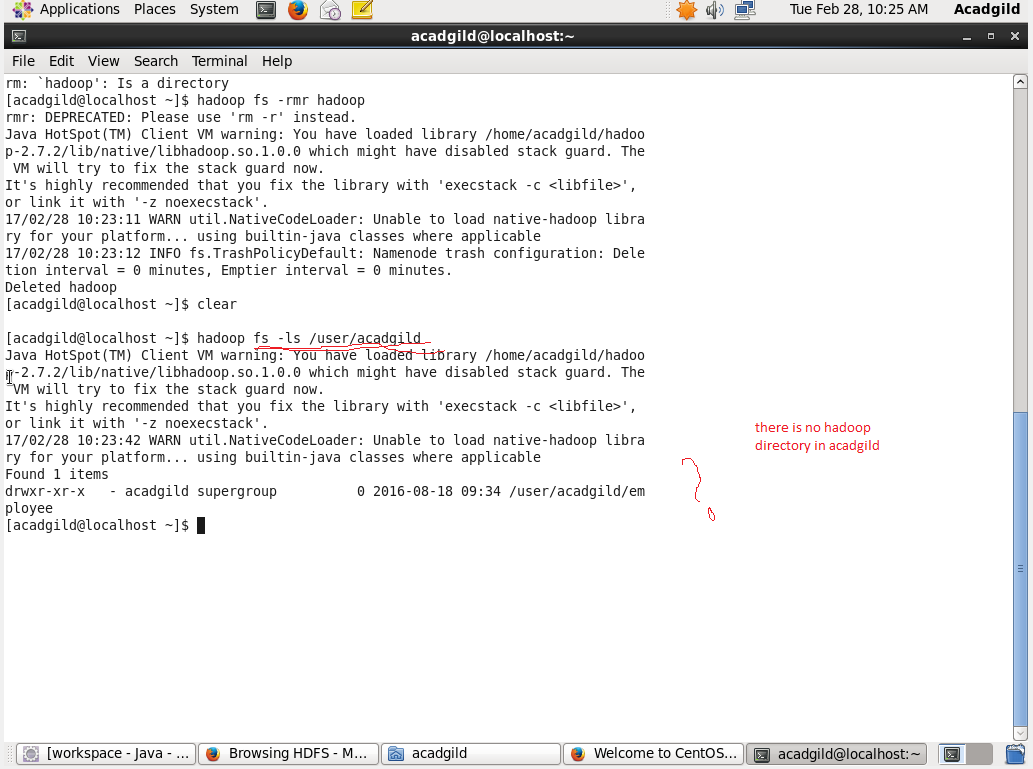 Applications Places System Tue Feb 28, 10:25 AM Acadgild
acadgild@localhost:~
File Edit View Search Terminal Help
rm: `hadoop': Is a directory
[acadgild@localhost ~]$ hadoop fs -rmr hadoop
rmr: DEPRECATED: Please use 'rm -r' instead.
Java HotSpot(TM) Client VM warning: You have loaded library /home/acadgild/hadoo
p-2.7.2/lib/native/libhadoop.so.1.0.0 which might have disabled stack guard. The
VM will try to fix the stack guard now.
It's highly recommended that you fix the library with 'execstack -c <libfile>',
or link it with '-z noexecstack'.
17/02/28 10:23:11 WARN util.NativeCodeLoader: Unable to load native-hadoop libra
ry for your platform... using builtin-java classes where applicable
17/02/28 10:23:12 INFO fs.TrashPolicyDefault: Namenode trash configuration: Dele
tion interval = 0 minutes, Emptier interval = 0 minutes.
Deleted hadoop
[acadgild@localhost ~]$ clear
[acadgild@localhost ~]$ hadoop fs -ls /user/acadgild
Java HotSpot(TM) Client VM warning: You have loaded library /home/acadgild/hadoo
p-2.7.2/lib/native/libhadoop.so.1.0.0 which might have disabled stack guard. The
VM will try to fix the stack guard now.
It's highly recommended that you fix the library with 'execstack -c <libfile>',
or link it with '-z noexecstack'.
17/02/28 10:23:42 WARN util.NativeCodeLoader: Unable to load native-hadoop libra
ry for your platform... using builtin-java classes where applicable
Found 1 items
drwxr-xr-x - acadgild supergroup 0 2016-08-18 09:34 /user/acadgild/em
ployee
[acadgild@localhost ~]$
there is no hadoop
directory in acadgild
?
[workspace - Java - ... Browsing HDFS - M... acadgild Welcome to CentOS... acadgild@localhost:~